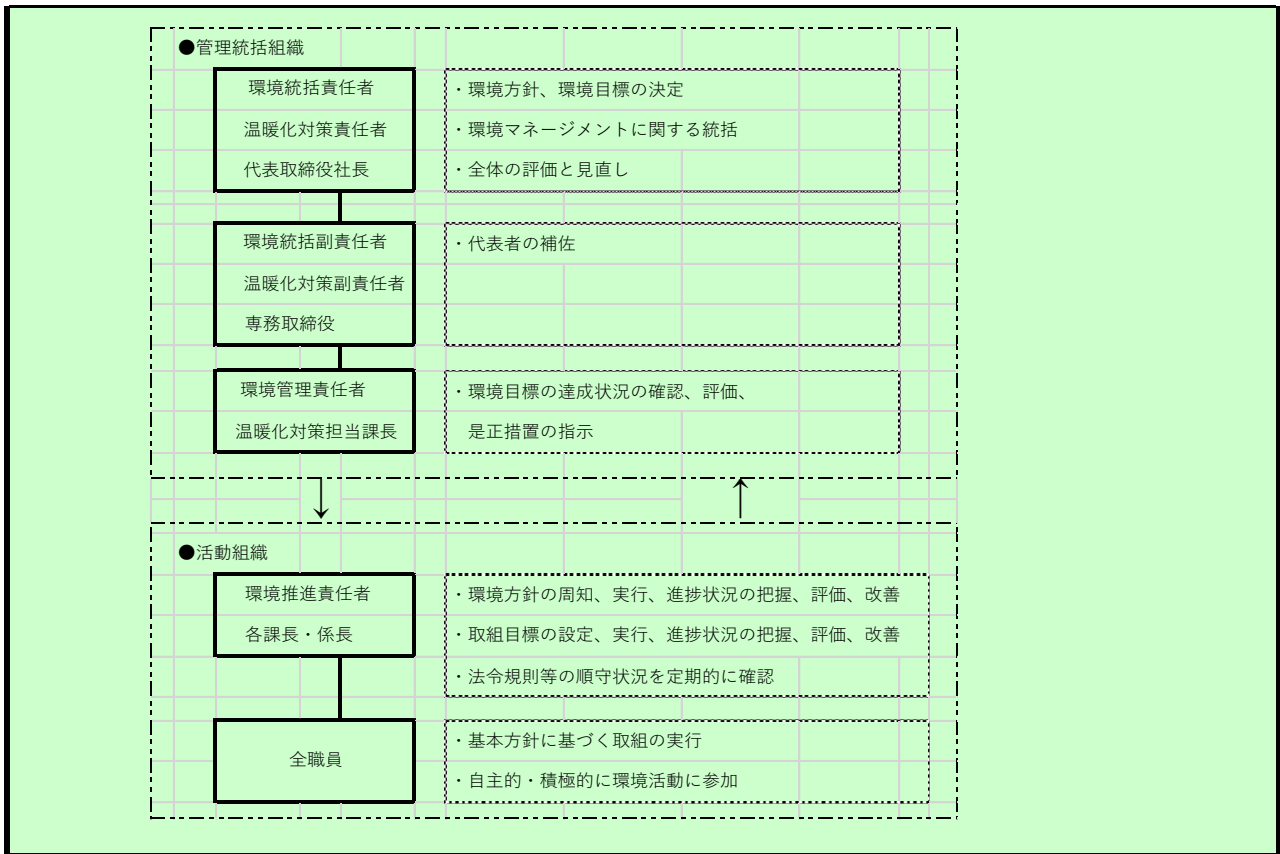 ●管理統括組織
環境統括責任者
温暖化対策責任者
代表取締役社長
・環境方針、環境目標の決定
・環境マネージメントに関する統括
・全体の評価と見直し
環境統括副責任者
温暖化対策副責任者
専務取締役
・代表者の補佐
環境管理責任者
温暖化対策担当課長
・環境目標の達成状況の確認、評価、
是正措置の指示
●活動組織
環境推進責任者
各課長・係長
・環境方針の周知、実行、進捗状況の把握、評価、改善
・取組目標の設定、実行、進捗状況の把握、評価、改善
・法令規則等の順守状況を定期的に確認
全職員
・基本方針に基づく取組の実行
・自主的・積極的に環境活動に参加